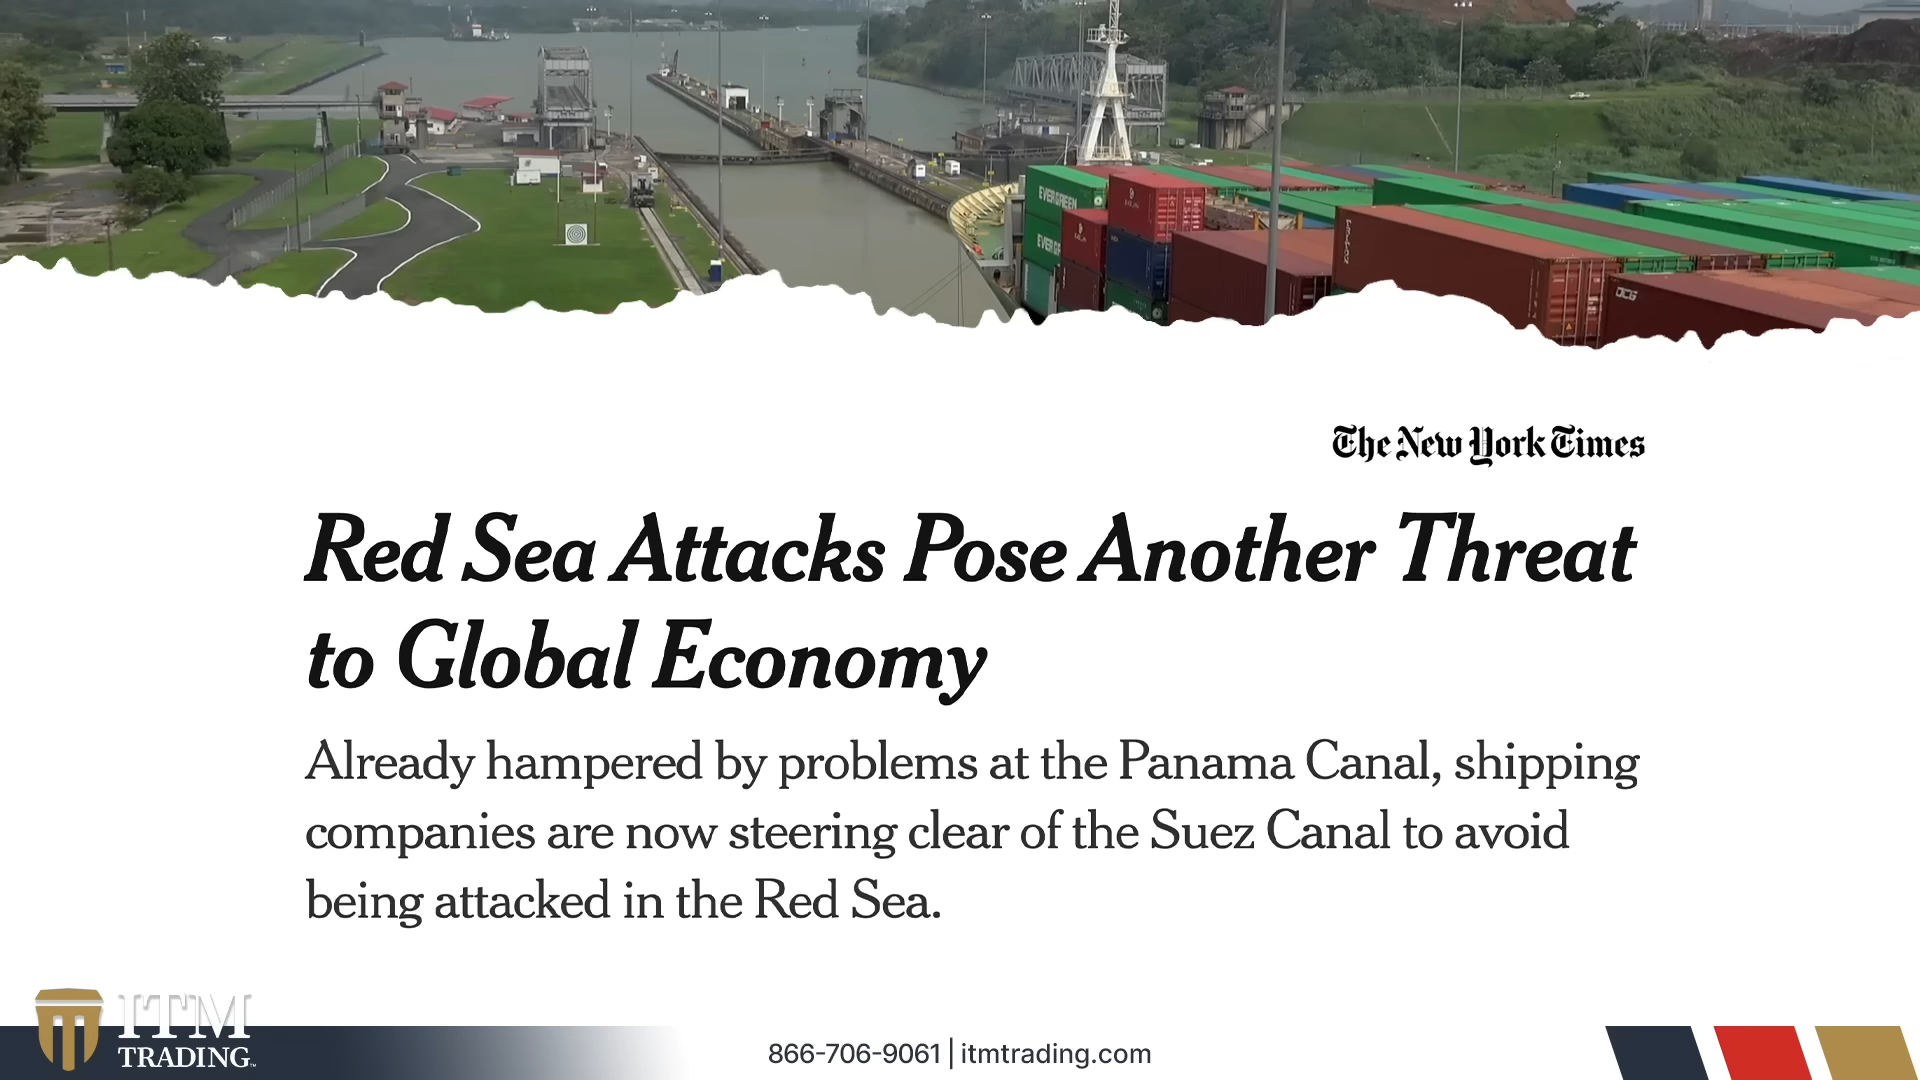 EVERGREEN
The New York Times
Red Sea Attacks Pose Another Threat
to Global Economy
Already hampered by problems at the Panama Canal, shipping
companies are now steering clear of the Suez Canal to avoid
being attacked in the Red Sea.
ITM
TRADING
866-706-9061 | itmtrading.com